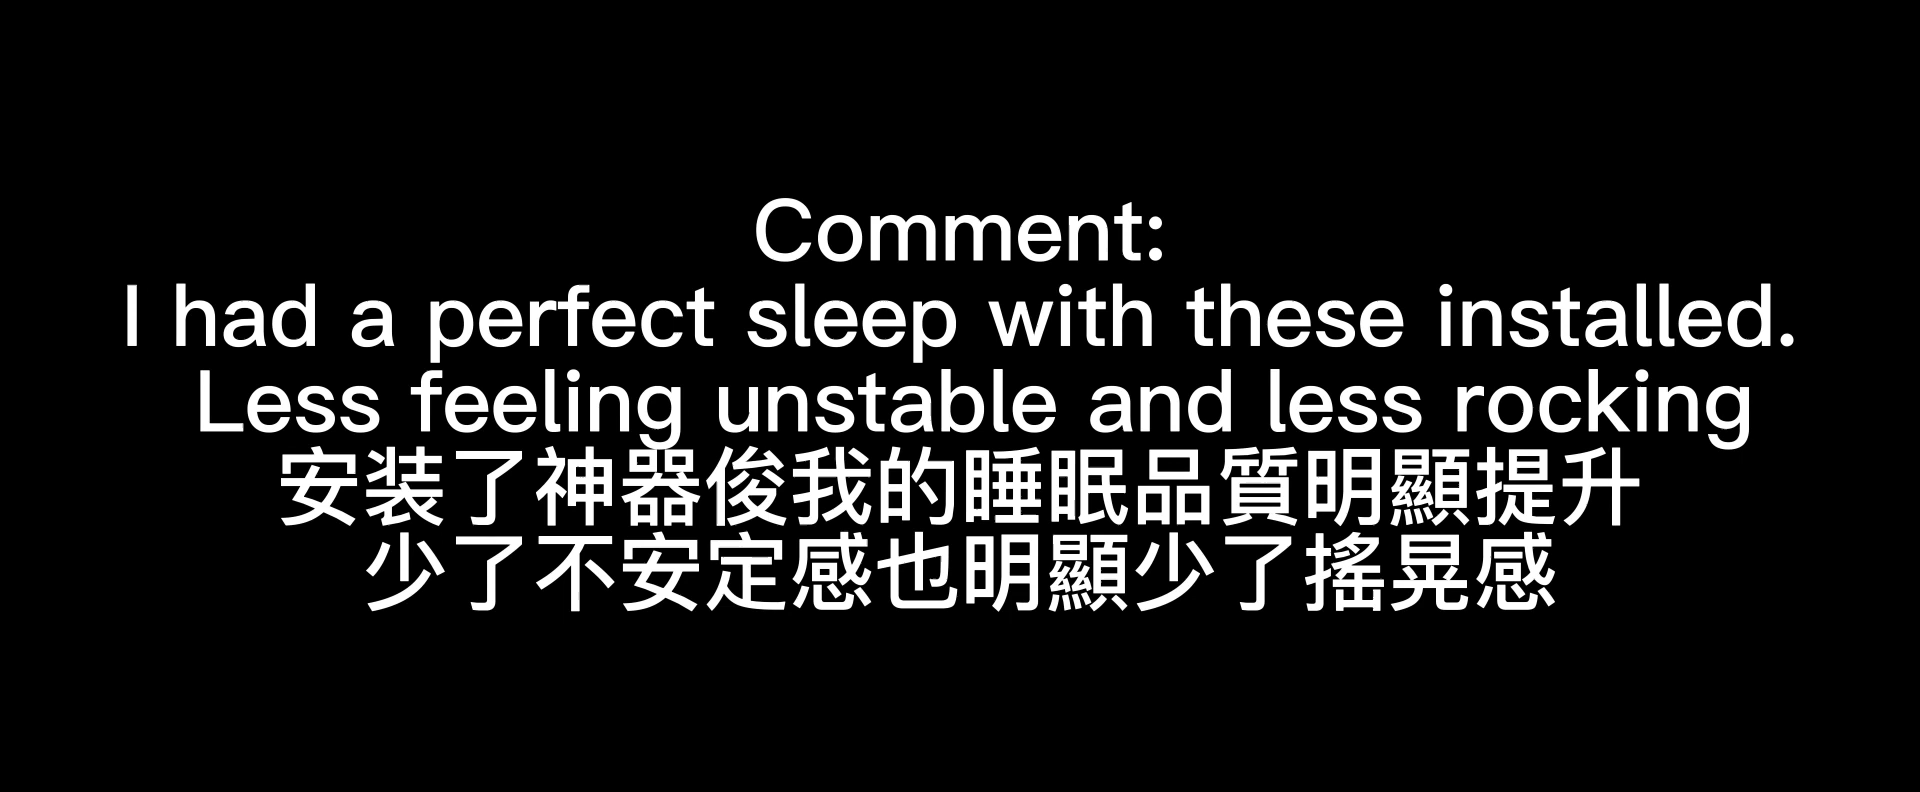 Comment:
I had a perfect sleep with these installed.
Less feeling unstable and less rocking
安装了神器俊我的睡眠品質明顯提升
少了不安定感也明顯少了搖晃感